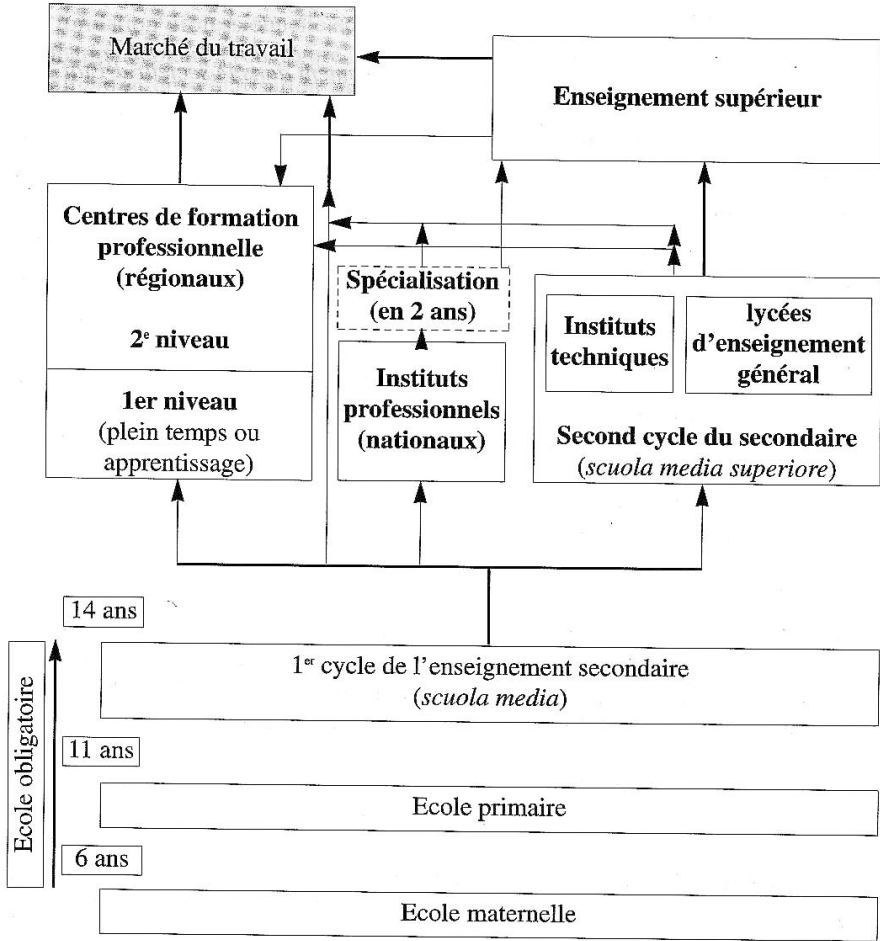 Marché du travail
Enseignement supérieur
Centres de formation
professionnelle
(régionaux)
2e niveau
1er niveau
(plein temps ou
apprentissage)
Spécialisation
(en 2 ans)
Instituts
professionnels
(nationaux)
Instituts
techniques
lycées
d'enseignement
général
Second cycle du secondaire
(scuola media superiore)
14 ans
1er cycle de l'enseignement secondaire
(scuola media)
11 ans
Ecole primaire
6 ans
Ecole maternelle
Ecole obligatoire